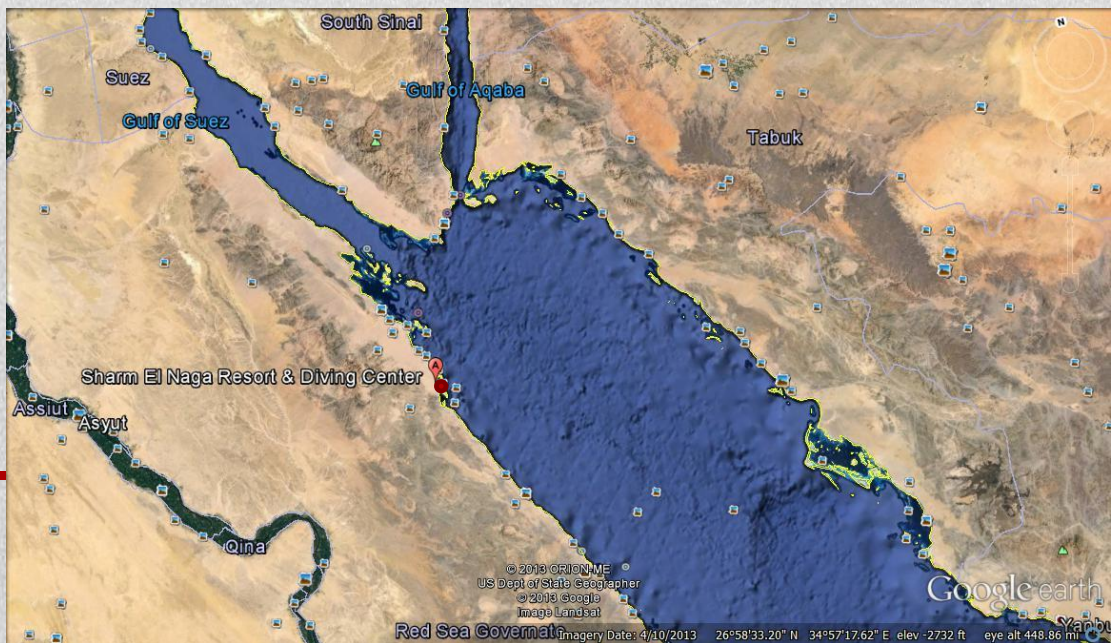 South Sinai
N
Suez
Gulf of Aqaba
Gulf of Suez
Tabuk
A
Sharm El Naga Resort & Diving Center
Assiut
Asyut
Qina
© 2013 ORION-ME
US Dept of State Geographer
© 2013 Google
Image Landsat
Google earth
Red Sea Governate
Yanbu
Imagery Date: 4/10/2013 26°58'33.20" N 34°57'17.62" E elev -2732 ft eye alt 448.86 mi